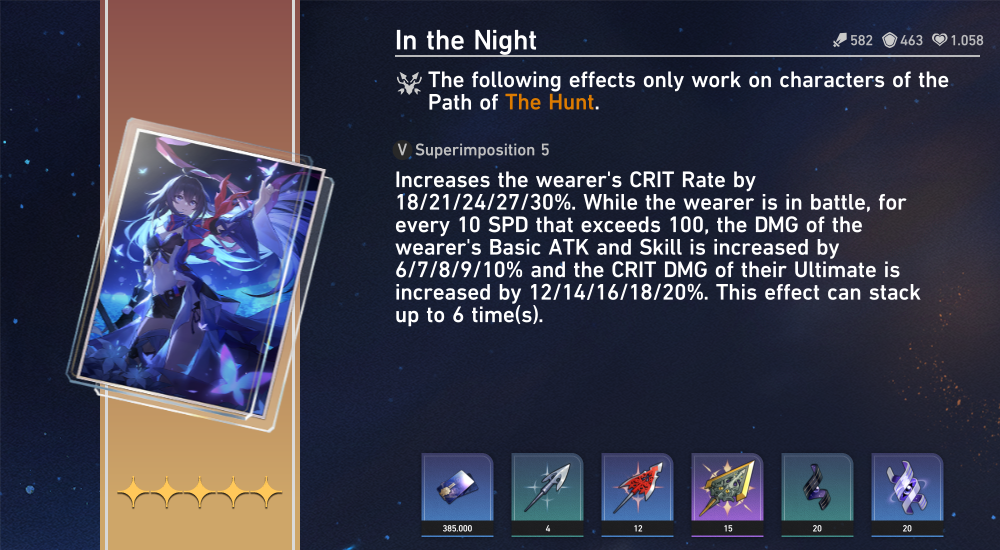 In the Night
582 463 1.058
The following effects only work on characters of the
Path of The Hunt.
V Superimposition 5
Increases the wearer's CRIT Rate by
18/21/24/27/30%. While the wearer is in battle, for
every 10 SPD that exceeds 100, the DMG of the
wearer's Basic ATK and Skill is increased by
6/7/8/9/10% and the CRIT DMG of their Ultimate is
increased by 12/14/16/18/20%. This effect can stack
up to 6 time(s).
385.000 4 12 15 20 20